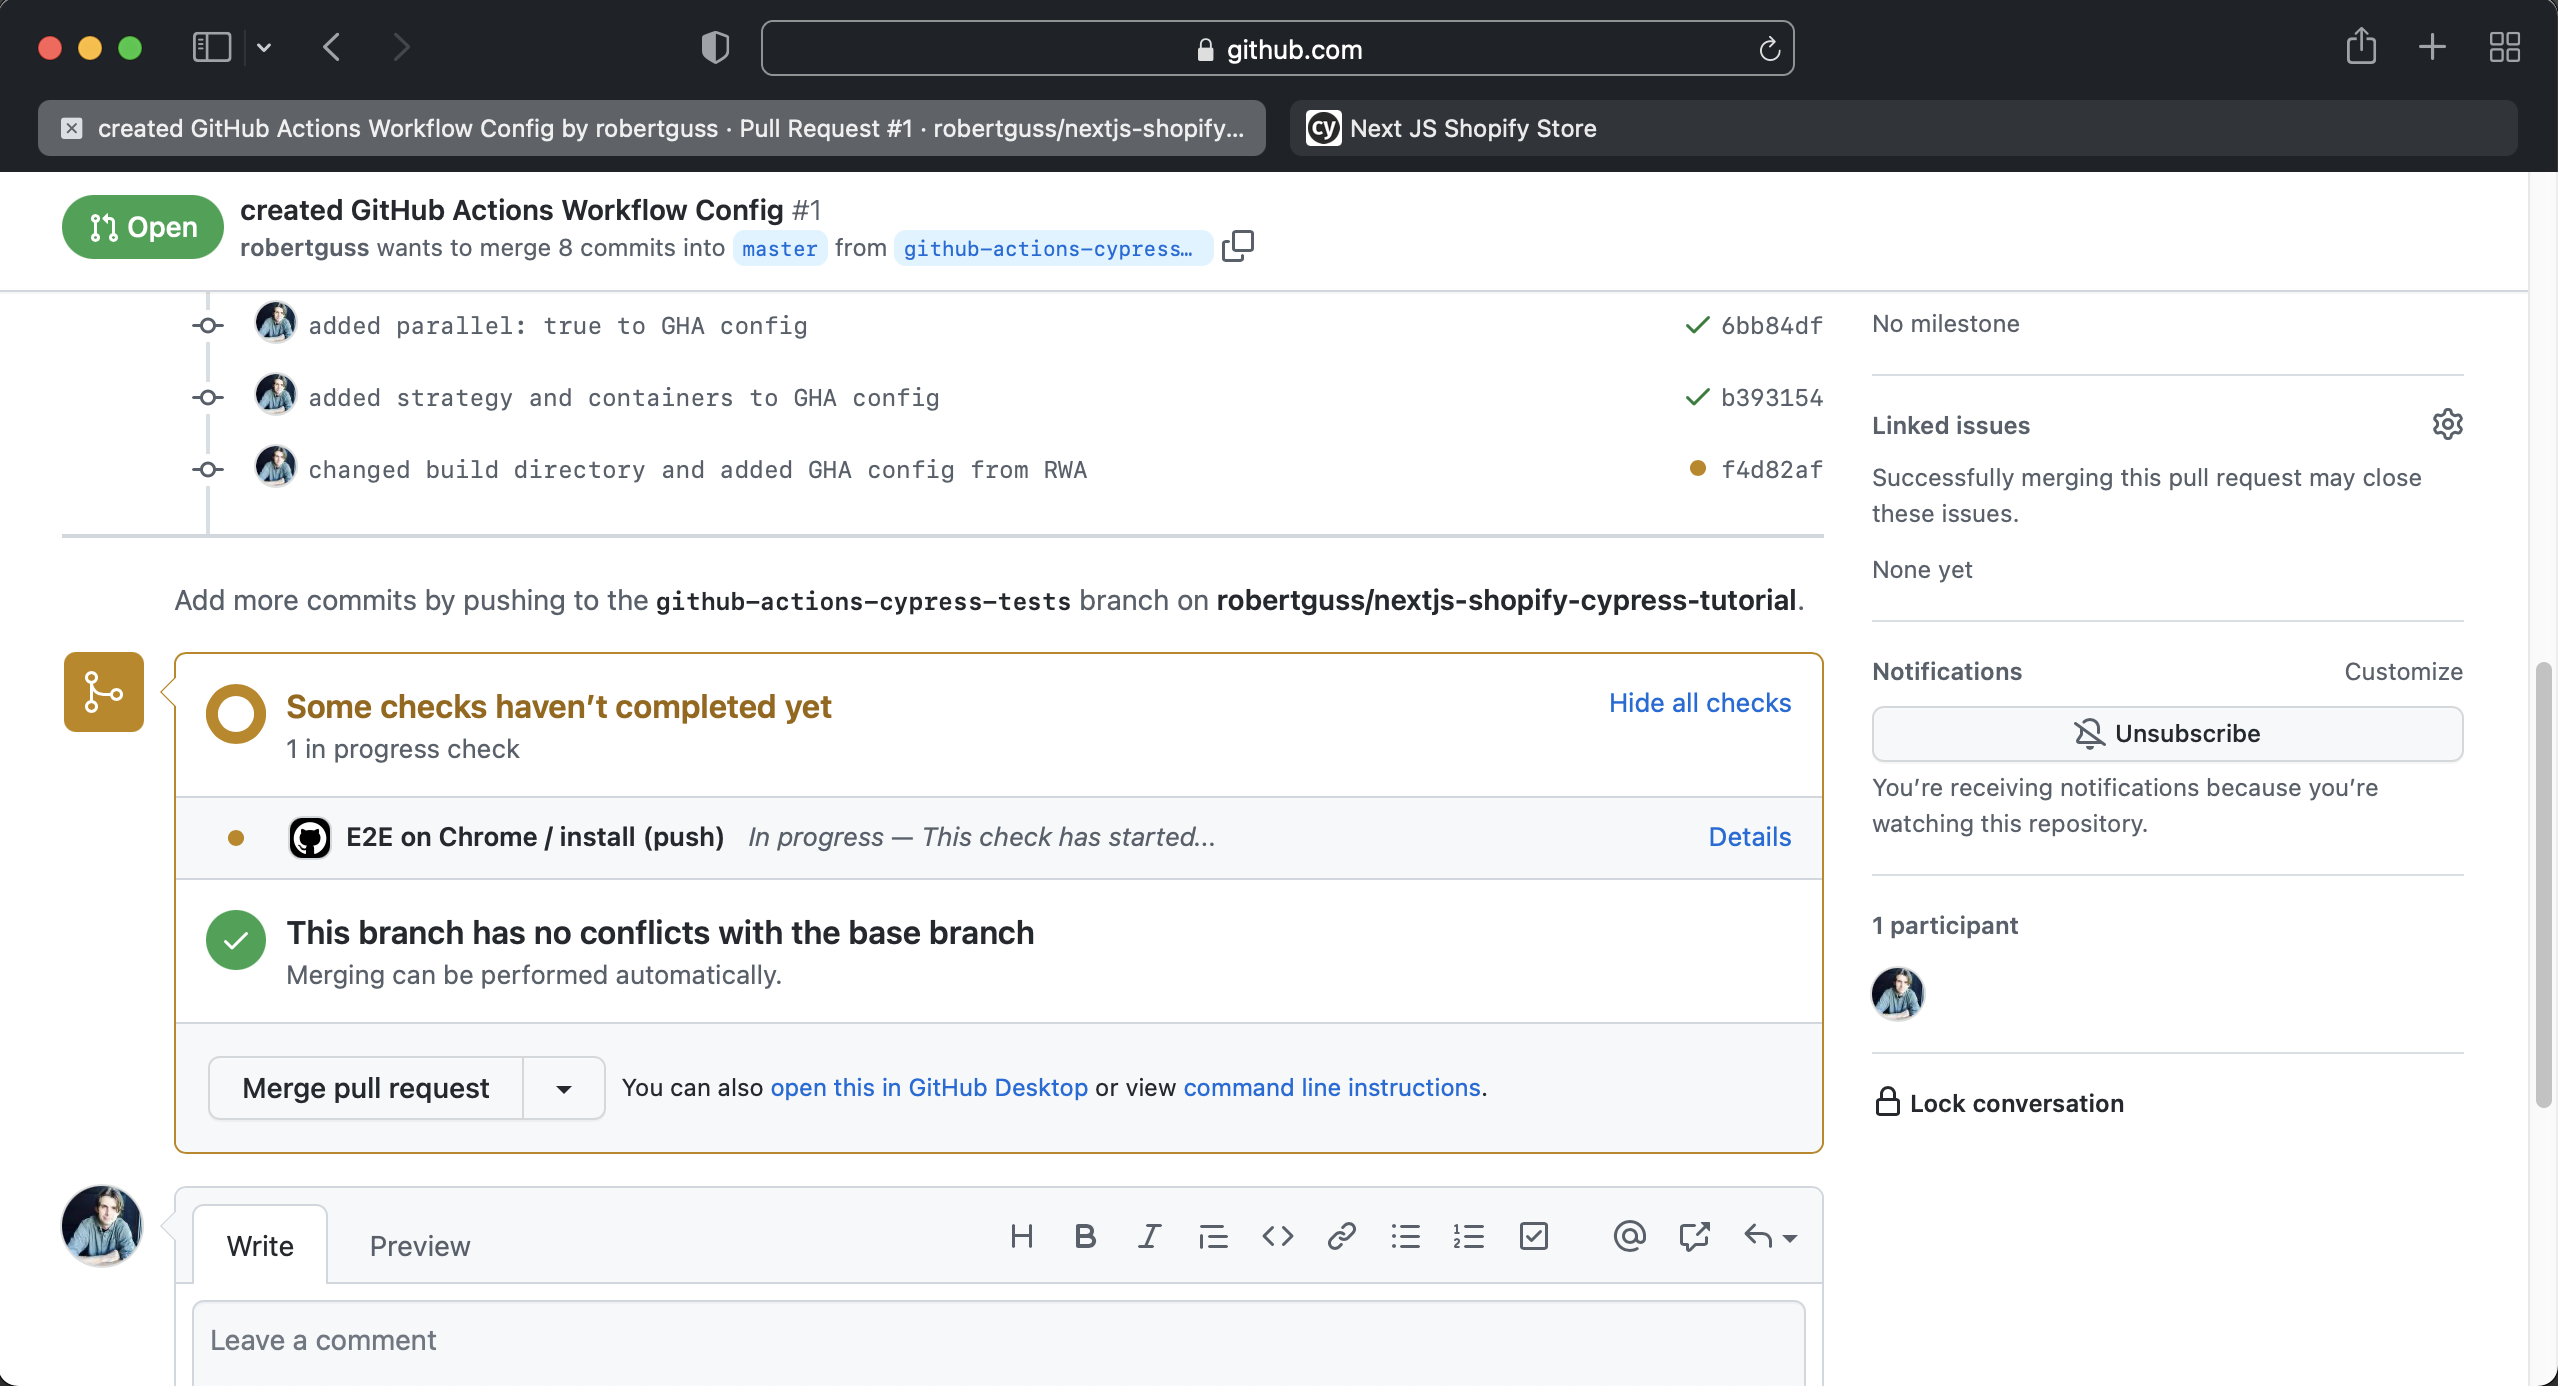 github.com
created GitHub Actions Workflow Config by robertguss · Pull Request #1 · robertguss/nextjs-shopify...
cy Next JS Shopify Store
Open
created GitHub Actions Workflow Config #1
robertguss wants to merge 8 commits into master from github-actions-cypress…
added parallel: true to GHA config 6bb84df
added strategy and containers to GHA config b393154
changed build directory and added GHA config from RWA f4d82af
Add more commits by pushing to the github-actions-cypress-tests branch on robertguss/nextjs-shopify-cypress-tutorial.
Some checks haven’t completed yet
Hide all checks
1 in progress check
E2E on Chrome / install (push) In progress — This check has started... Details
This branch has no conflicts with the base branch
Merging can be performed automatically.
Merge pull request
You can also open this in GitHub Desktop or view command line instructions.
Write
Preview
Leave a comment
No milestone
Linked issues
Successfully merging this pull request may close
these issues.
None yet
Notifications
Customize
Unsubscribe
You’re receiving notifications because you’re
watching this repository.
1 participant
Lock conversation